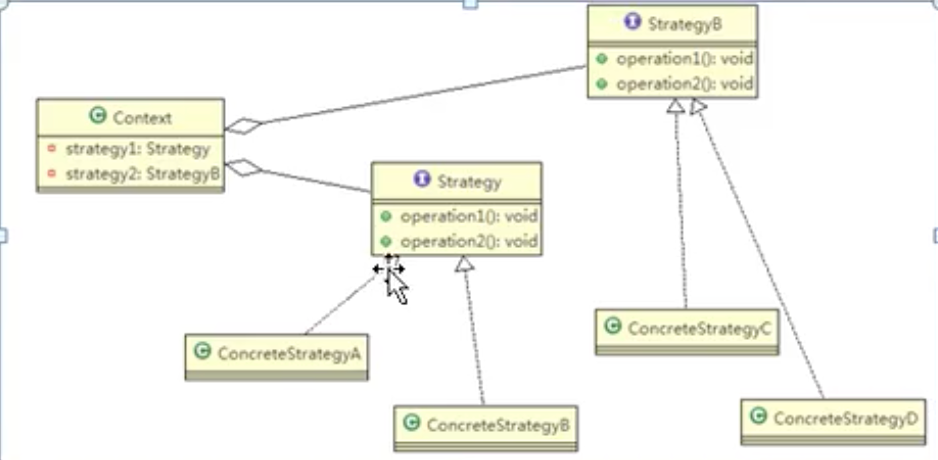 StrategyB
operation1(): void
operation2(): void
Context
strategy1: Strategy
strategy2: StrategyB
Strategy
operation1(): void
operation2(): void
ConcreteStrategyA
ConcreteStrategyB
ConcreteStrategyC
ConcreteStrategyD